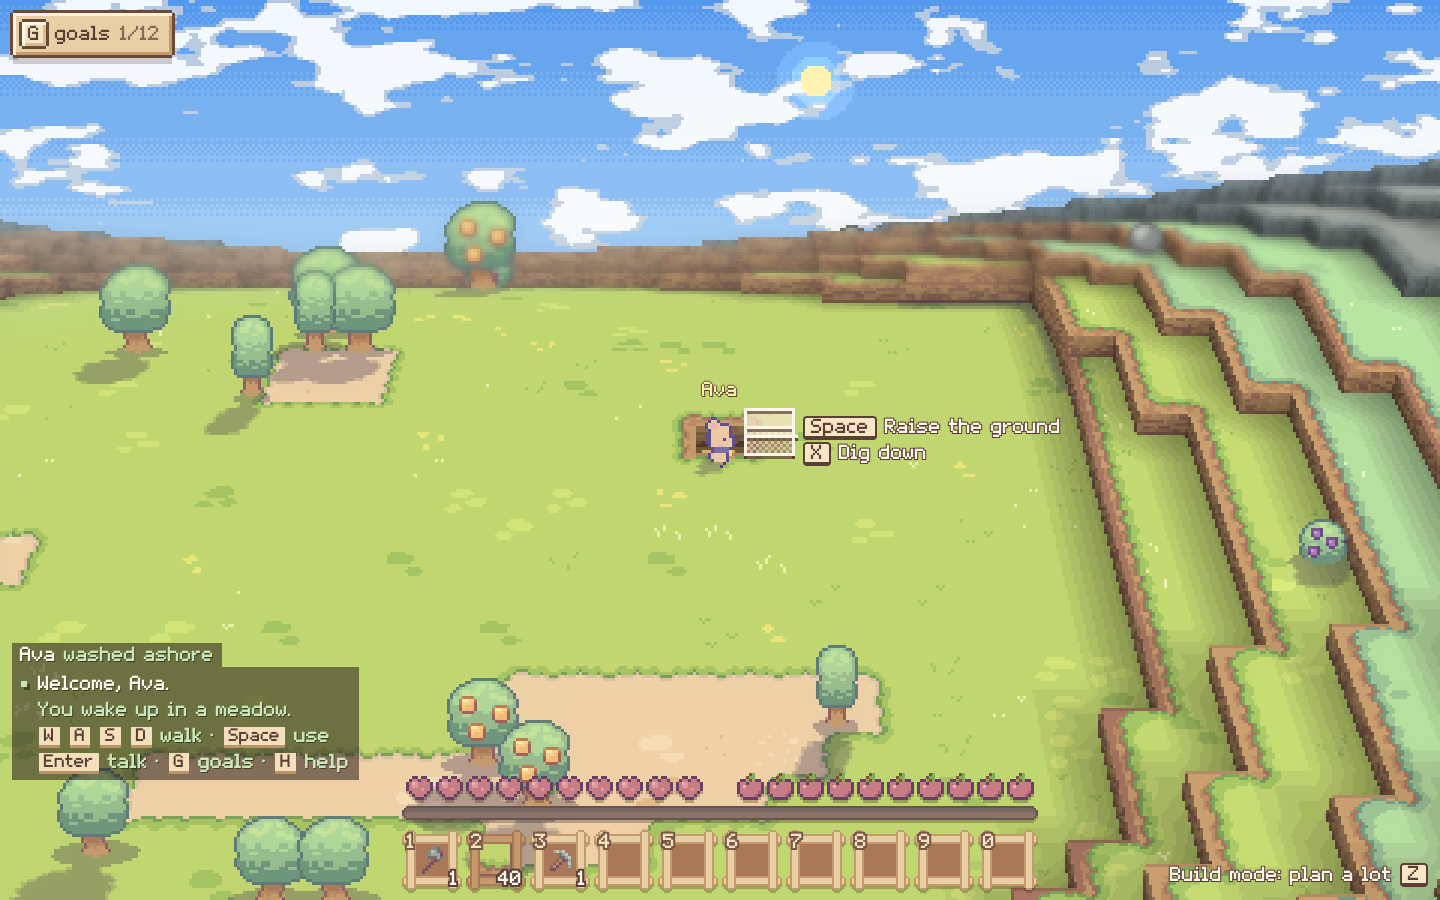 G goals 1/12
Ava
Space Raise the ground
X Dig down
Ava washed ashore
Welcome, Ava.
You wake up in a meadow.
W A S D walk · Space use
Enter talk · G goals · H help
1 2 3 4 5 6 7 8 9 0
1 40 1
Build mode: plan a lot Z